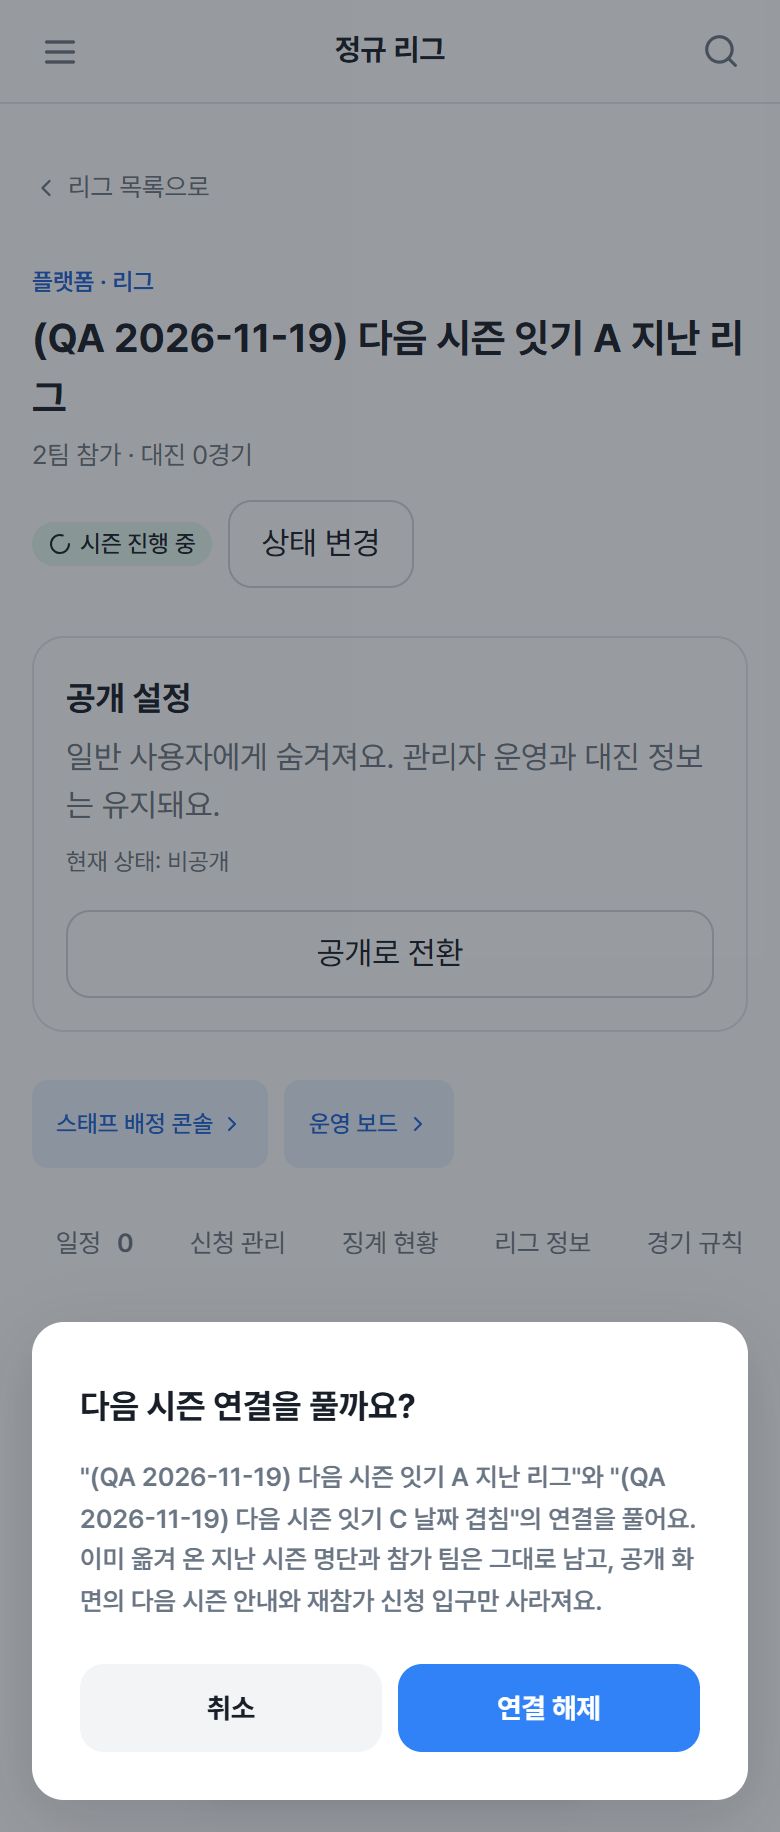 정규 리그
리그 목록으로
플랫폼 · 리그
(QA 2026-11-19) 다음 시즌 잇기 A 지난 리
그
2팀 참가 · 대진 0경기
시즌 진행 중
상태 변경
공개 설정
일반 사용자에게 숨겨져요. 관리자 운영과 대진 정보
는 유지돼요.
현재 상태: 비공개
공개로 전환
스태프 배정 콘솔
운영 보드
일정 0 신청 관리 징계 현황 리그 정보 경기 규칙
다음 시즌 연결을 풀까요?
"(QA 2026-11-19) 다음 시즌 잇기 A 지난 리그"와 "(QA
2026-11-19) 다음 시즌 잇기 C 날짜 겹침"의 연결을 풀어요.
이미 옮겨 온 지난 시즌 명단과 참가 팀은 그대로 남고, 공개 화
면의 다음 시즌 안내와 재참가 신청 입구만 사라져요.
취소
연결 해제